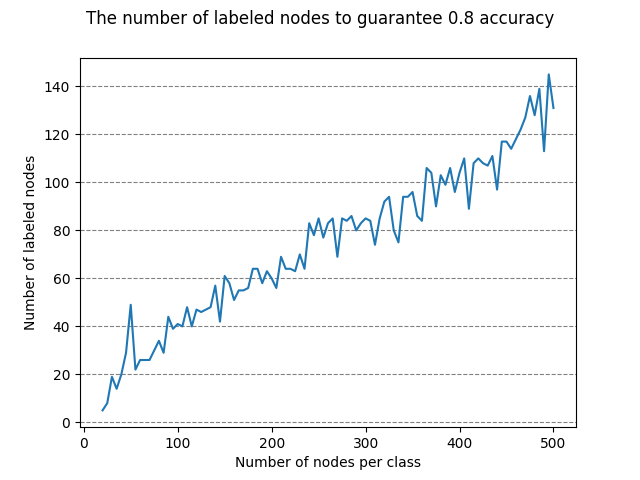 The number of labeled nodes to guarantee 0.8 accuracy
140
120
100
80
60
40
20
0
Number of labeled nodes
0 100 200 300 400 500
Number of nodes per class